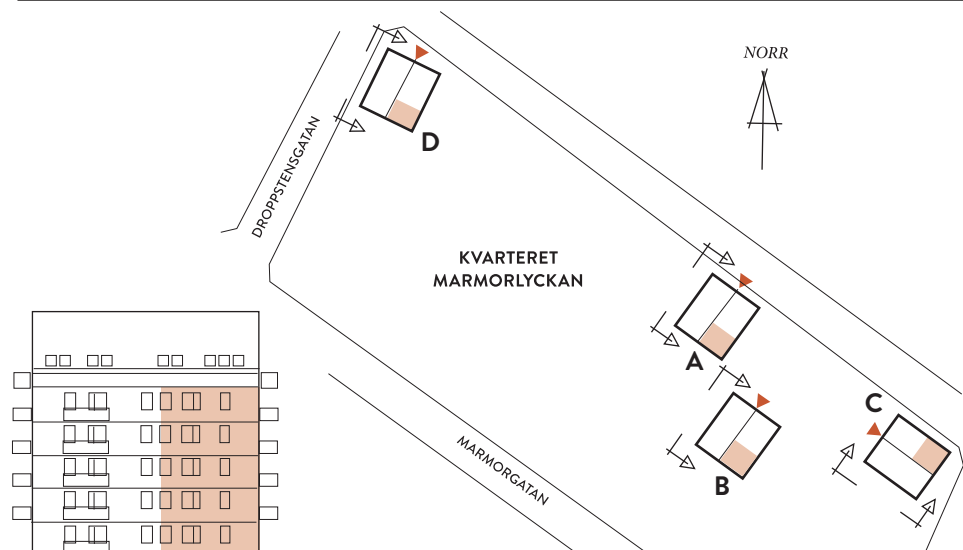 NORR
D
DROPPSTENSGATAN
KVARTERET
MARMORLYCKAN
A
C
B
MARMORGATAN